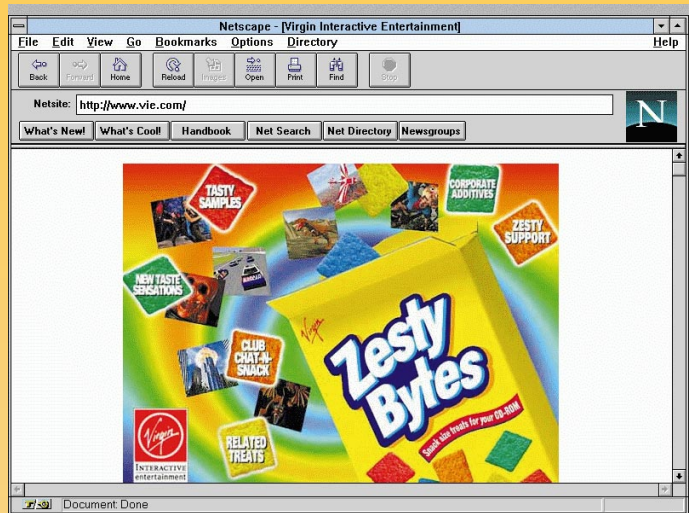 Netscape - [Virgin Interactive Entertainment]
File Edit View Go Bookmarks Options Directory Help
Back Forward Home Reload Images Open Print Find Stop
Netsite: http://www.vie.com/
N
What's New! What's Cool! Handbook Net Search Net Directory Newsgroups
TASTY
SAMPLES
CORPORATE
ADDITIVES
ZESTY
SUPPORT
NEW TASTE
SENSATIONS
Virgin
Zesty
Bytes
CLUB
CHAT-N-
SNACK
Snack size treats for your CD-ROM
Virgin
INTERACTIVE
entertainment
RELATED
TREATS
Document: Done